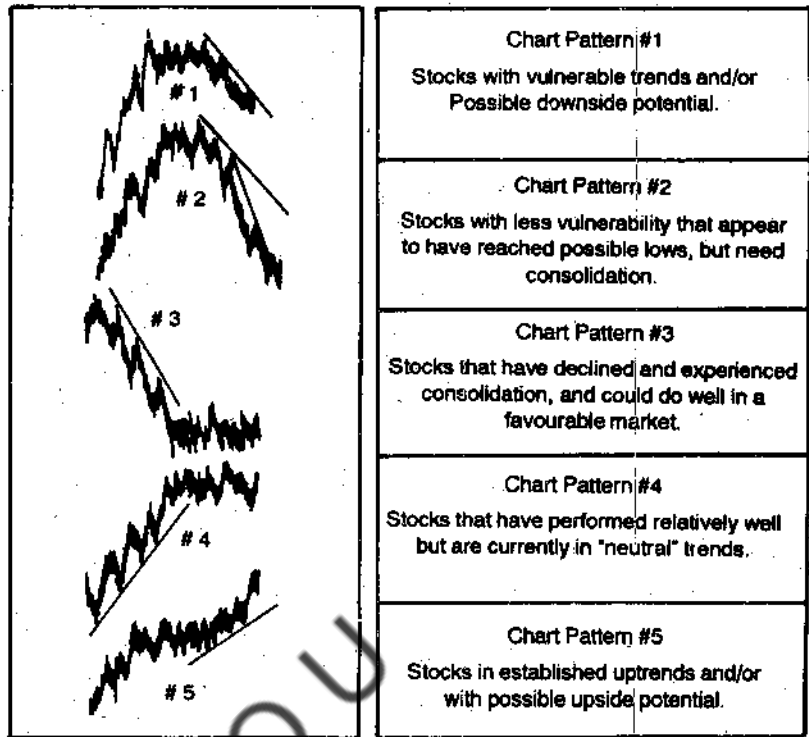 #1
#2
#3
#4
#5
Chart Pattern #1
Stocks with vulnerable trends and/or
Possible downside potential.
Chart Pattern #2
Stocks with less vulnerability that appear
to have reached possible lows, but need
consolidation.
Chart Pattern #3
Stocks that have declined and experienced
consolidation, and could do well in a
favourable market.
Chart Pattern #4
Stocks that have performed relatively well
but are currently in "neutral" trends.
Chart Pattern #5
Stocks in established uptrends and/or
with possible upside potential.
O U